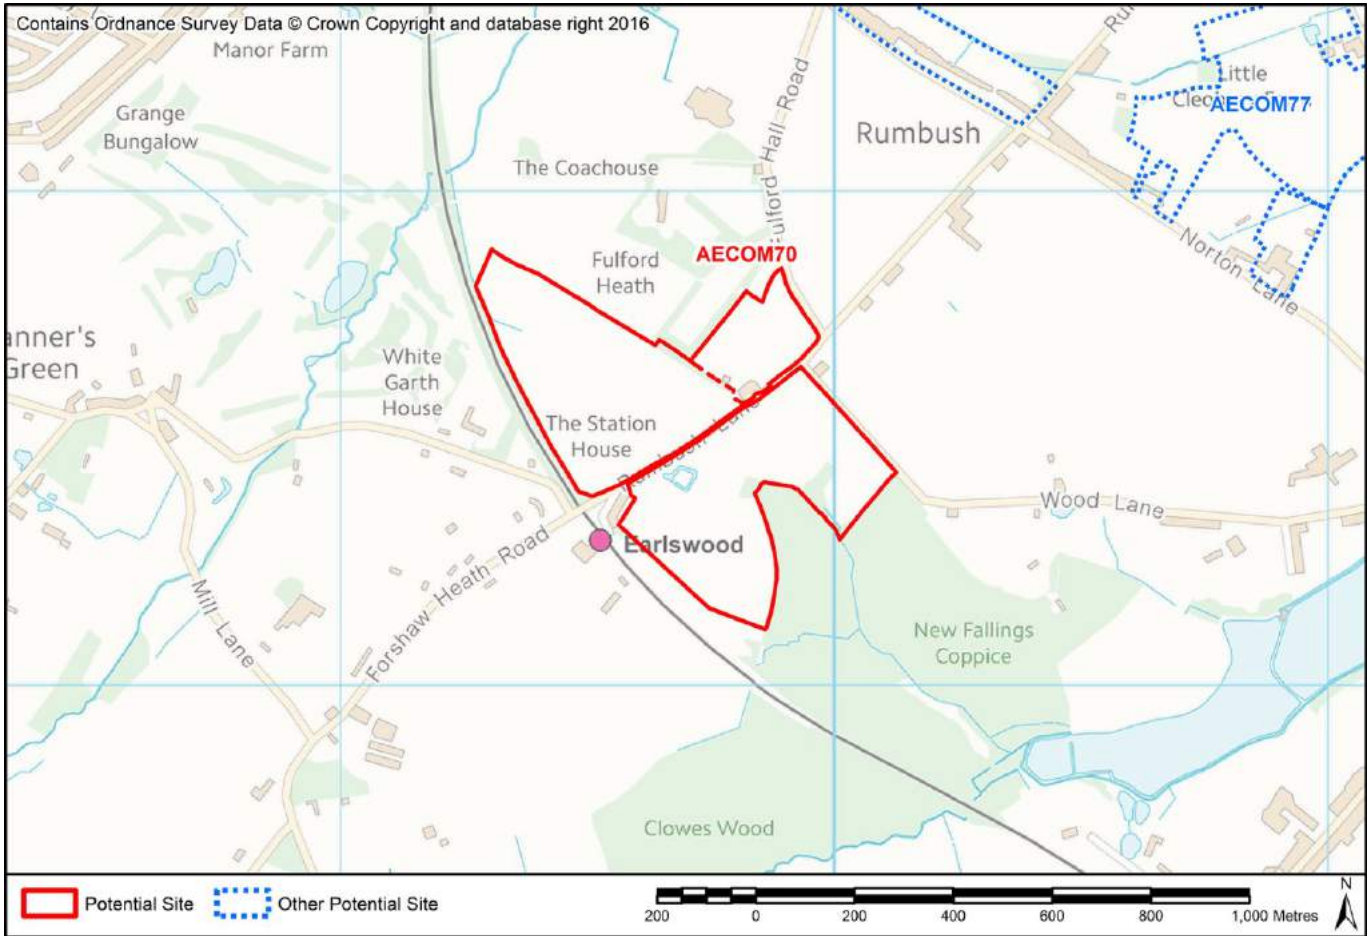 Contains Ordnance Survey Data © Crown Copyright and database right 2016
Manor Farm
Grange
Bungalow
The Coachouse
Fulford Hall Road
Rumbush
Little
AECOM77
AECOM70
Fulford
Heath
Norton Lane
Green
White
Garth
House
The Station
House
Rumbush Lane
Earlswood
Wood Lane
Forshaw Heath Road
Mill Lane
New Fallings
Coppice
Clowes Wood
Potential Site
Other Potential Site
200 0 200 400 600 800 1,000 Metres
N